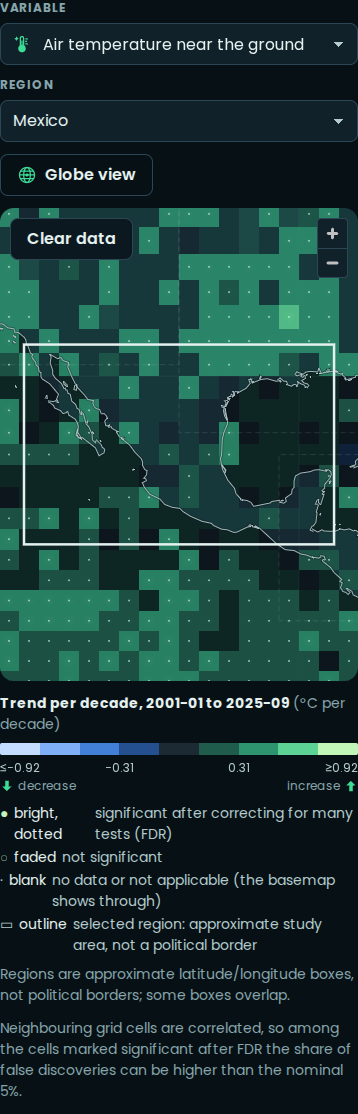 VARIABLE
Air temperature near the ground
REGION
Mexico
Globe view
Clear data
+
−
Trend per decade, 2001-01 to 2025-09 (°C per
decade)
≤-0.92 -0.31 0.31 ≥0.92
decrease increase
bright, significant after correcting for many
dotted tests (FDR)
faded not significant
blank no data or not applicable (the basemap
shows through)
outline selected region: approximate study
area, not a political border
Regions are approximate latitude/longitude boxes,
not political borders; some boxes overlap.
Neighbouring grid cells are correlated, so among
the cells marked significant after FDR the share of
false discoveries can be higher than the nominal
5%.